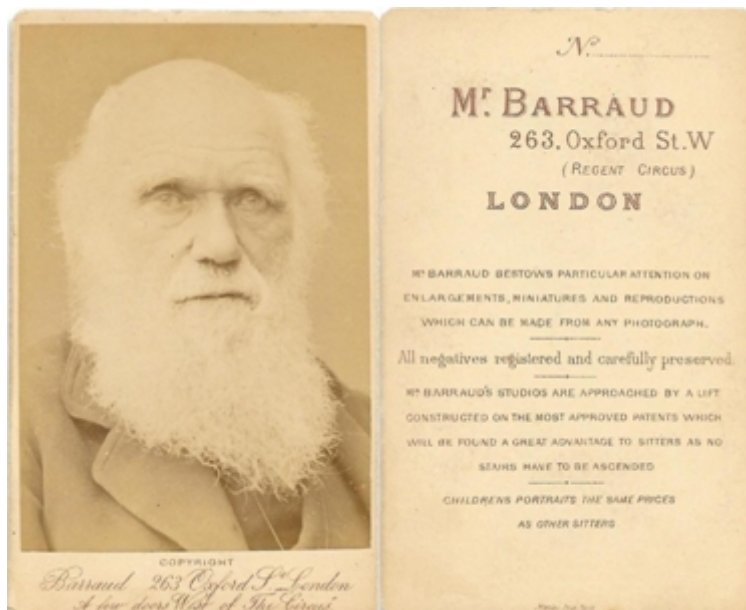 COPYRIGHT
Barraud 263 Oxford St. London
A few doors West of "The Circus"
N.
Mr. BARRAUD
263, Oxford St. W
(REGENT CIRCUS)
LONDON
MR BARRAUD BESTOWS PARTICULAR ATTENTION ON
ENLARGEMENTS, MINIATURES AND REPRODUCTIONS
WHICH CAN BE MADE FROM ANY PHOTOGRAPH.
All negatives registered and carefully preserved.
MR BARRAUD'S STUDIOS ARE APPROACHED BY A LIFT
CONSTRUCTED ON THE MOST APPROVED PATENTS WHICH
WILL BE FOUND A GREAT ADVANTAGE TO SITTERS AS NO
STAIRS HAVE TO BE ASCENDED
CHILDRENS PORTRAITS THE SAME PRICES
AS OTHER SITTERS